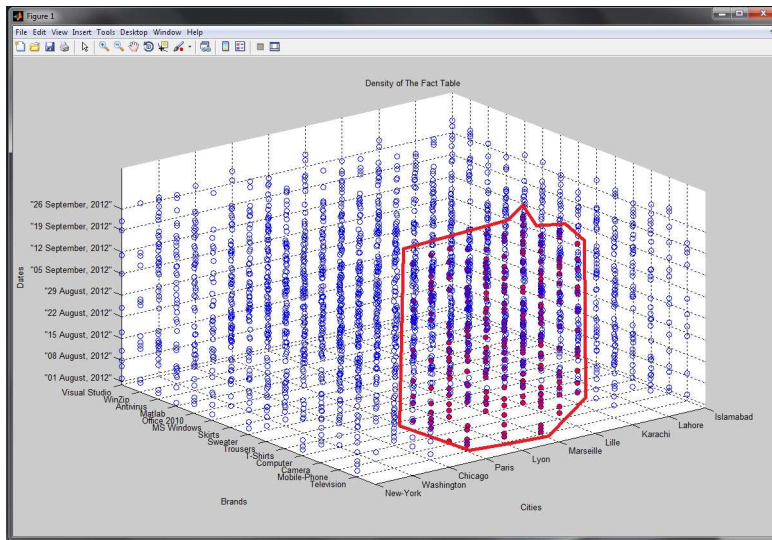 Figure 1
File Edit View Insert Tools Desktop Window Help
Density of The Fact Table
Dates
"26 September, 2012"
"19 September, 2012"
"12 September, 2012"
"05 September, 2012"
"29 August, 2012"
"22 August, 2012"
"15 August, 2012"
"08 August, 2012"
"01 August, 2012"
Visual Studio
WinZip
Antivirus
Matlab
Office 2010
MS Windows
Skirts
Sweater
Trousers
T-Shirts
Computer
Camera
Mobile-Phone
Television
Brands
New-York
Washington
Chicago
Paris
Lyon
Marseille
Lille
Karachi
Lahore
Islamabad
Cities